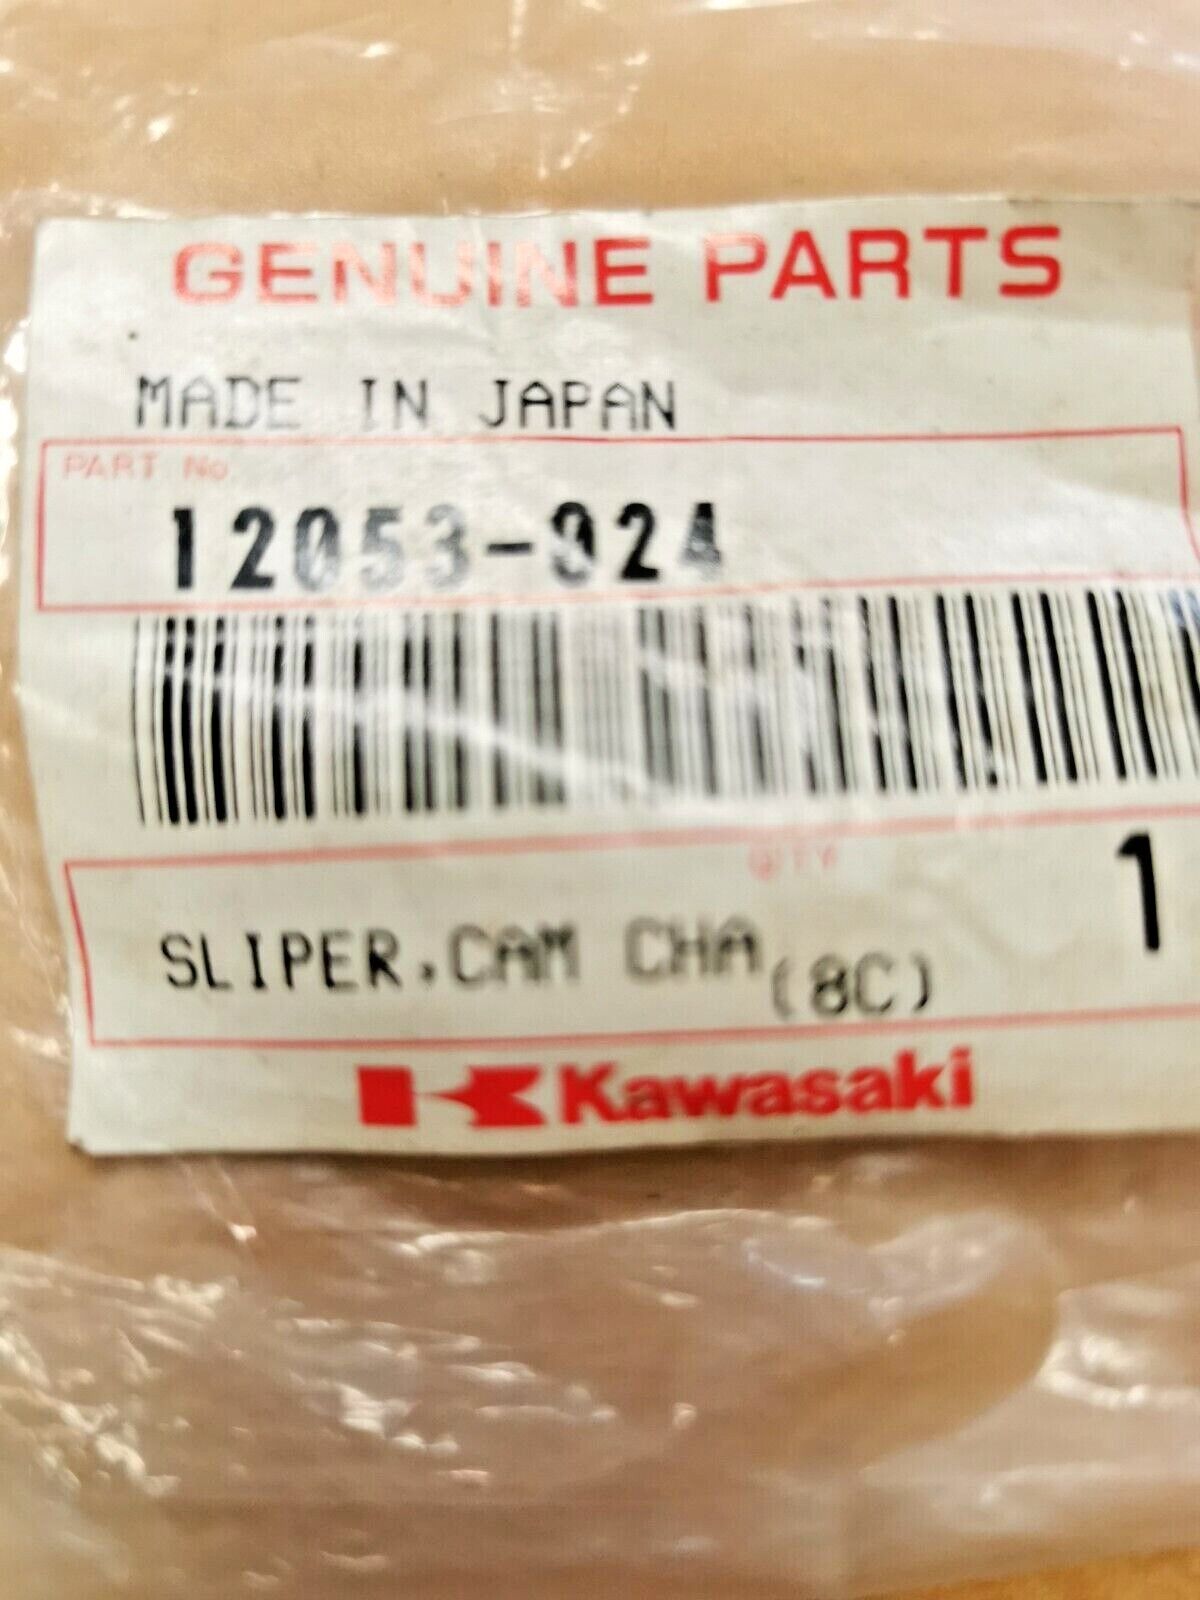 GENUINE PARTS
MADE IN JAPAN
PART No
12053-024
QTY
1
SLIPER,CAM CHA
(8C)
Kawasaki